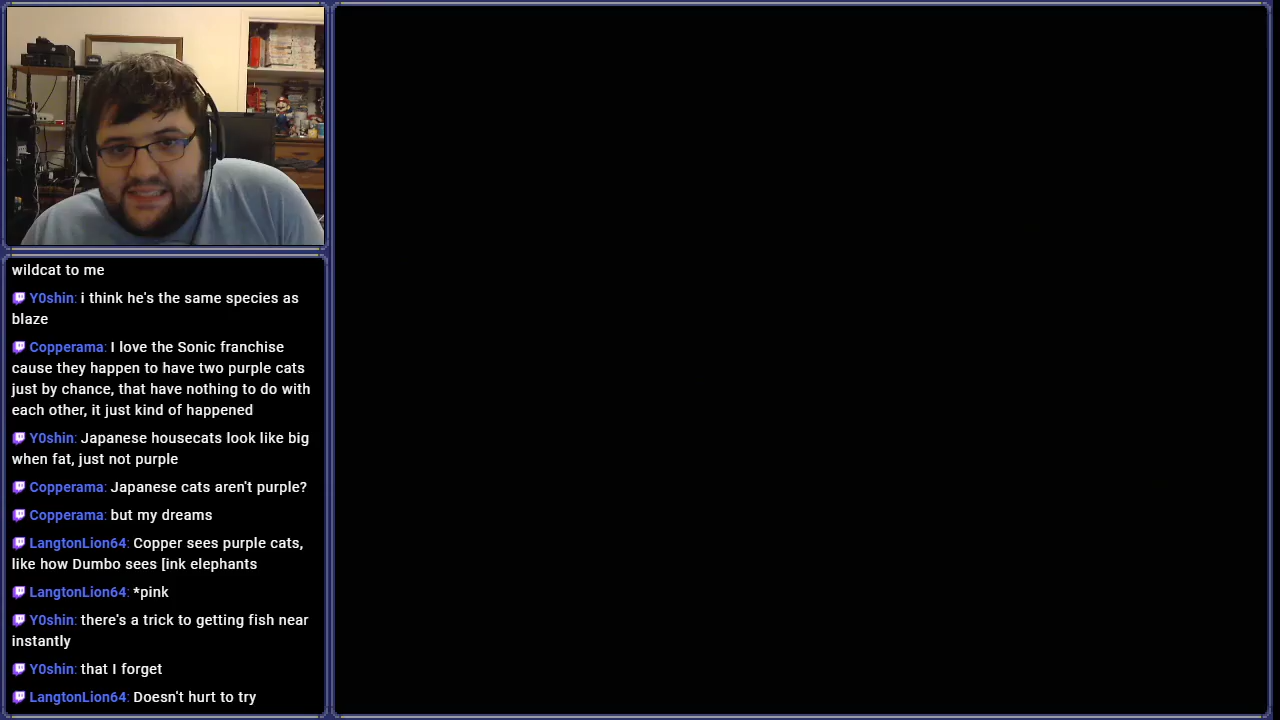 wildcat to me
Y0shin: i think he's the same species as
blaze
Copperama: I love the Sonic franchise
cause they happen to have two purple cats
just by chance, that have nothing to do with
each other, it just kind of happened
Y0shin: Japanese housecats look like big
when fat, just not purple
Copperama: Japanese cats aren't purple?
Copperama: but my dreams
LangtonLion64: Copper sees purple cats,
like how Dumbo sees [ink elephants
LangtonLion64: *pink
Y0shin: there's a trick to getting fish near
instantly
Y0shin: that I forget
LangtonLion64: Doesn't hurt to try